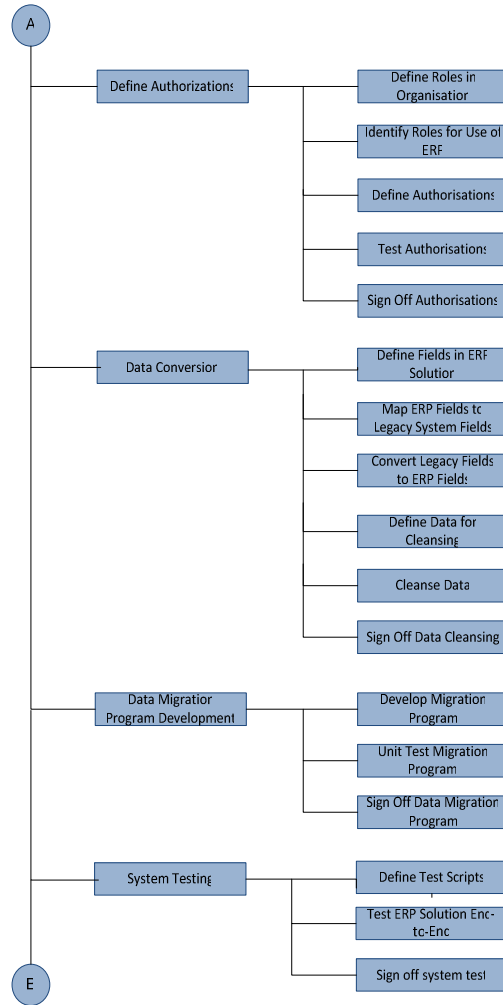 A
Define Authorizations
Define Roles in
Organisation
Identify Roles for Use of
ERP
Define Authorisations
Test Authorisations
Sign Off Authorisations
Data Conversion
Define Fields in ERP
Solution
Map ERP Fields to
Legacy System Fields
Convert Legacy Fields
to ERP Fields
Define Data for
Cleansing
Cleanse Data
Sign Off Data Cleansing
Data Migration
Program Development
Develop Migration
Program
Unit Test Migration
Program
Sign Off Data Migration
Program
System Testing
Define Test Scripts
Test ERP Solution End-
to-End
Sign off system test
E